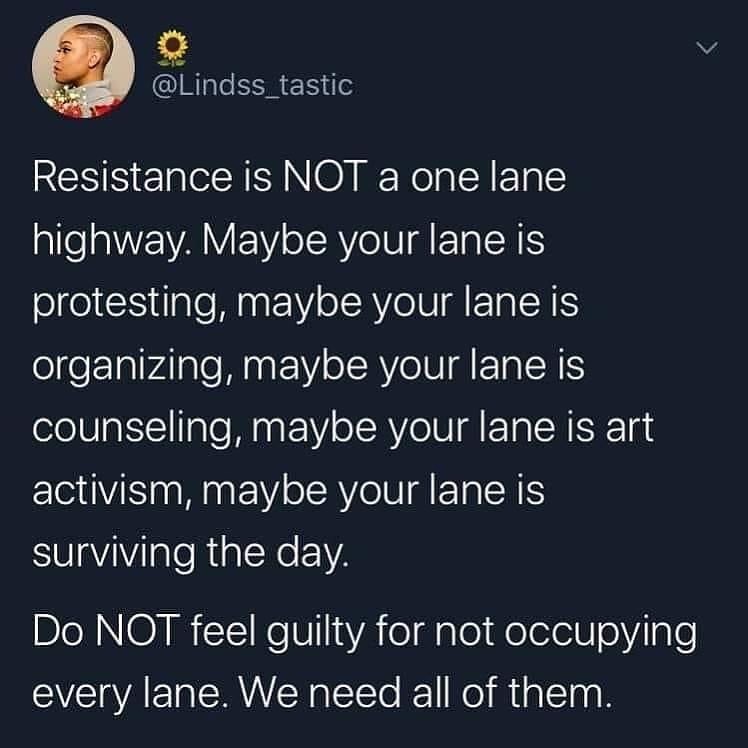 @Lindss_tastic
Resistance is NOT a one lane
highway. Maybe your lane is
protesting, maybe your lane is
organizing, maybe your lane is
counseling, maybe your lane is art
activism, maybe your lane is
surviving the day.
Do NOT feel guilty for not occupying
every lane. We need all of them.